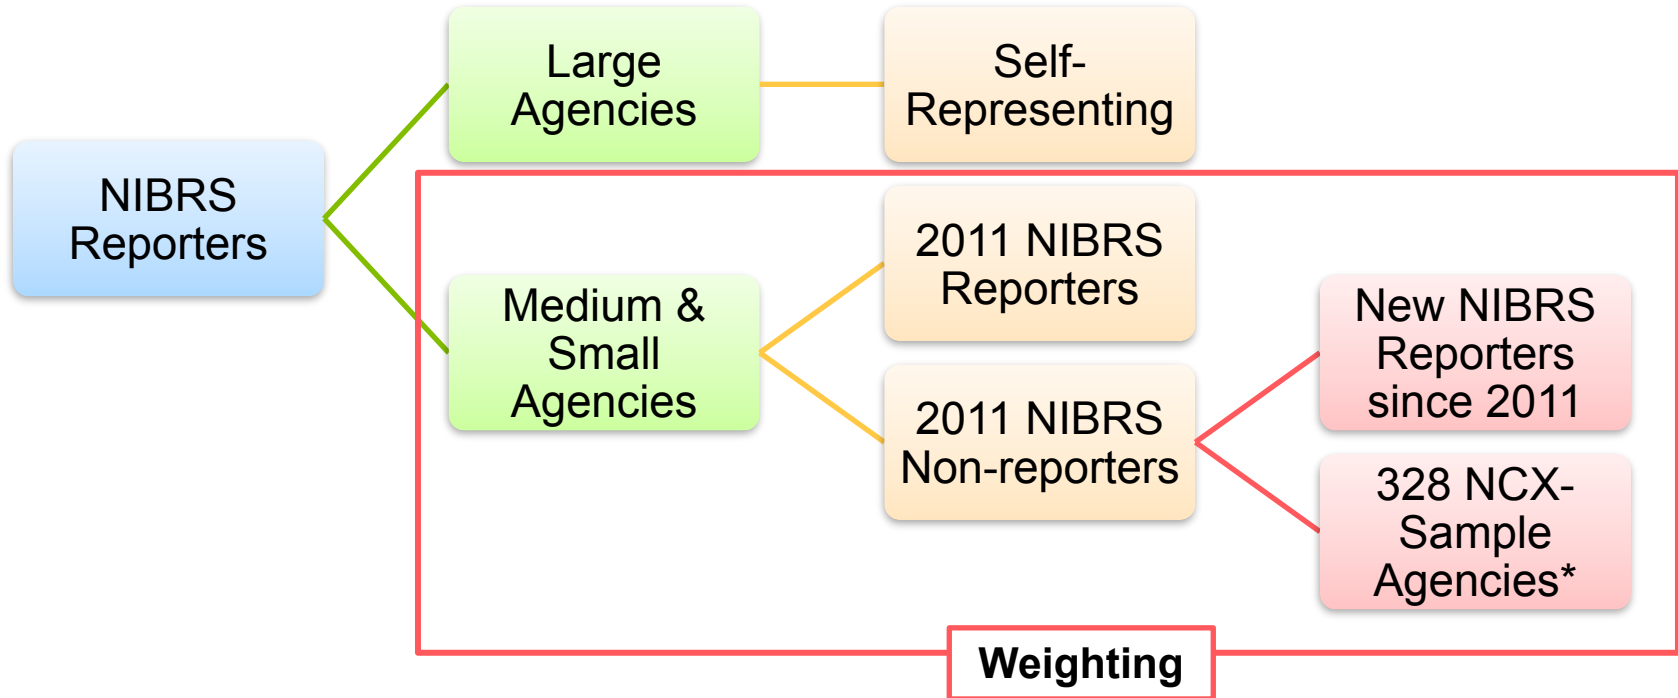 Large
Agencies
Self-
Representing
NIBRS
Reporters
2011 NIBRS
Reporters
Medium &
Small
Agencies
2011 NIBRS
Non-reporters
New NIBRS
Reporters
since 2011
328 NCX-
Sample
Agencies*
Weighting